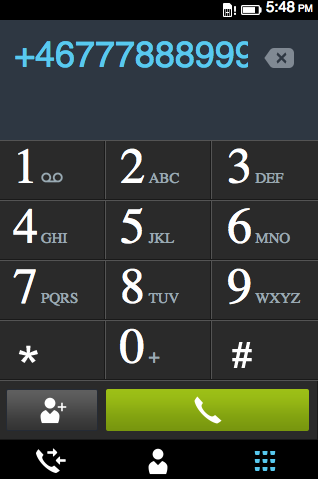 5:48 PM
+46777888999
1
2 ABC
3 DEF
4 GHI
5 JKL
6 MNO
7 PQRS
8 TUV
9 WXYZ
*
0 +
#